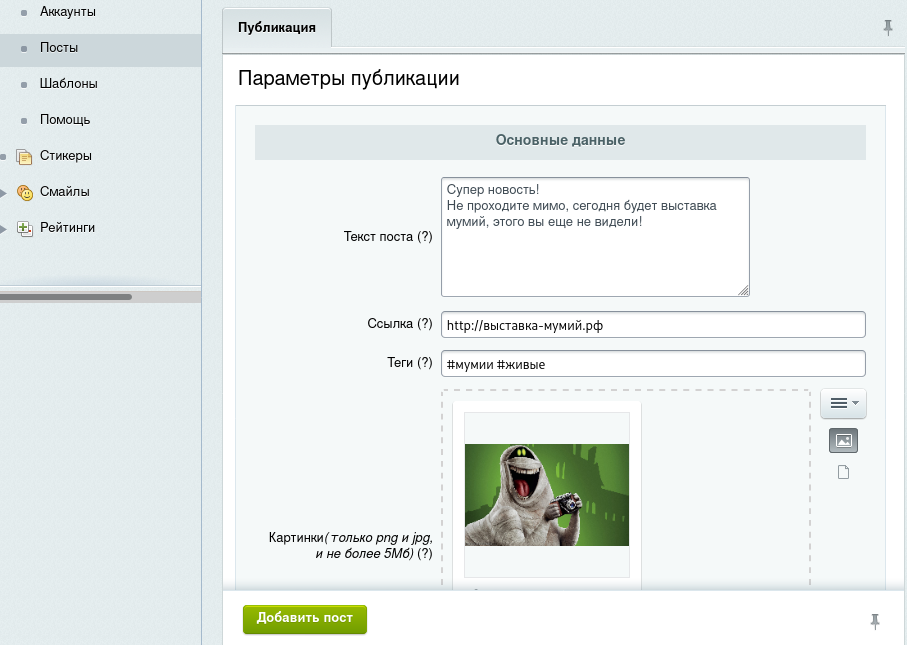 Аккаунты
Посты
Шаблоны
Помощь
Стикеры
Смайлы
Рейтинги
Публикация
Параметры публикации
Основные данные
Текст поста (?)
Супер новость!
Не проходите мимо, сегодня будет выставка
мумий, этого вы еще не видели!
Ссылка (?)
http://выставка-мумий.рф
Теги (?)
#мумии #живые
Картинки(только png и jpg,
и не более 5Мб) (?)
Добавить пост